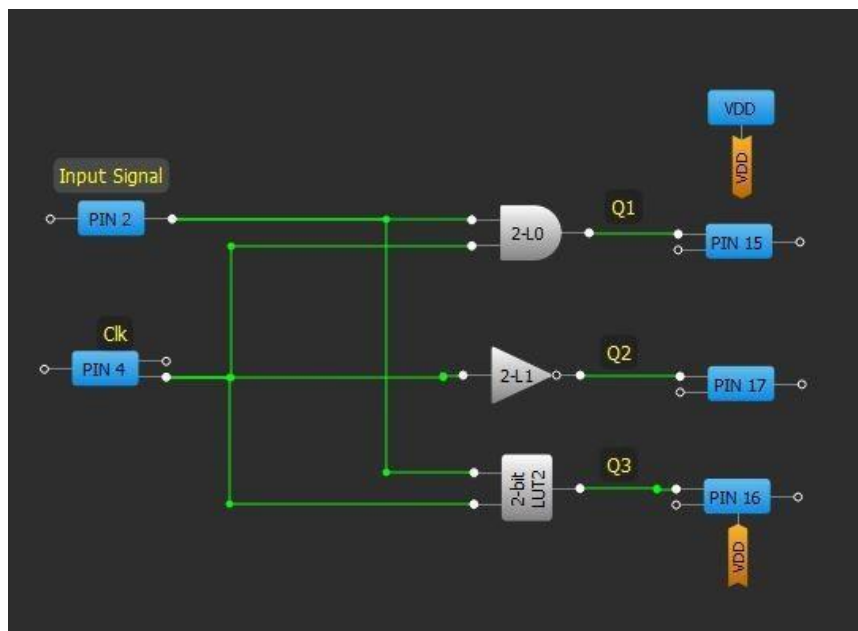 VDD
VDD
Input Signal
PIN 2
2-L0
Q1
PIN 15
Clk
PIN 4
2-L1
Q2
PIN 17
2-bit
LUT2
Q3
PIN 16
VDD